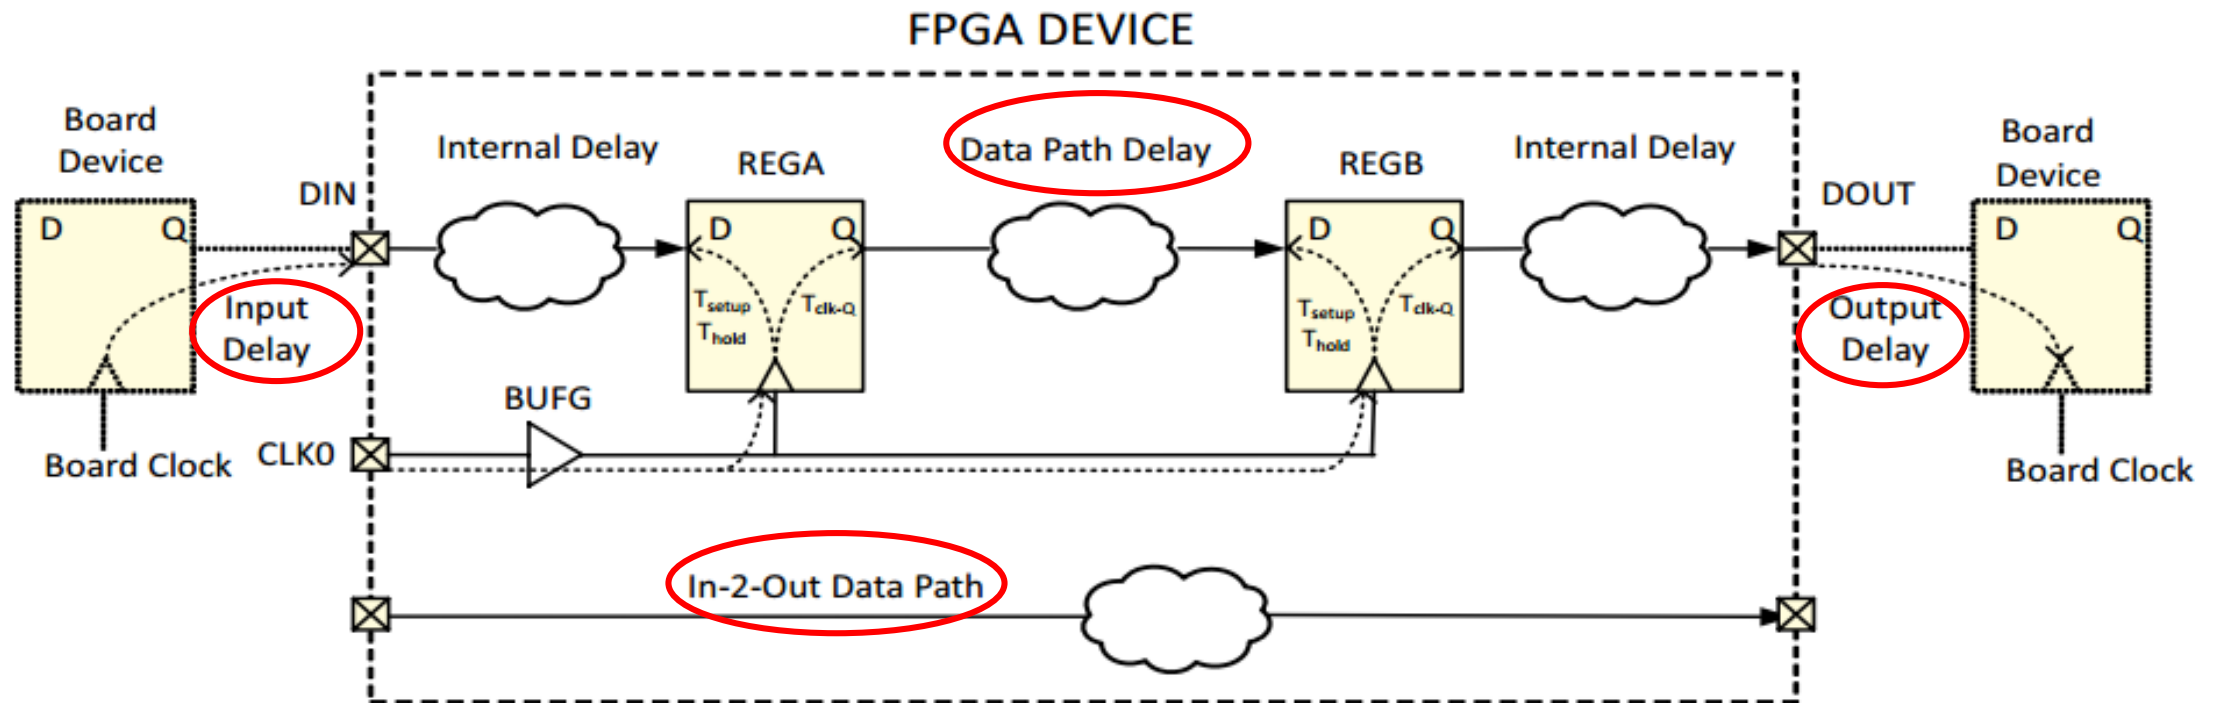 FPGA DEVICE
Board
Device
D
Q
DIN
Input
Delay
Board Clock
CLK0
Internal Delay
BUFG
REGA
D
Q
Tsetup
Thold
Tclk-Q
Data Path Delay
REGB
D
Q
Tsetup
Thold
Tclk-Q
Internal Delay
DOUT
Output
Delay
Board
Device
D
Q
Board Clock
In-2-Out Data Path